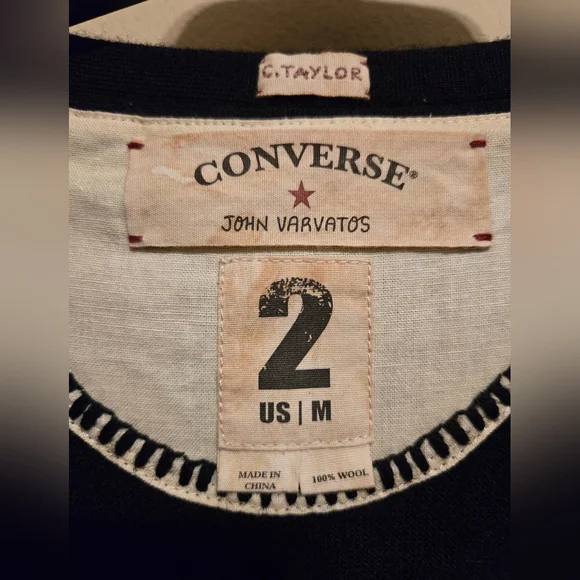 C.TAYLOR
CONVERSE®
JOHN VARVATOS
2
US | M
MADE IN
CHINA
100% WOOL